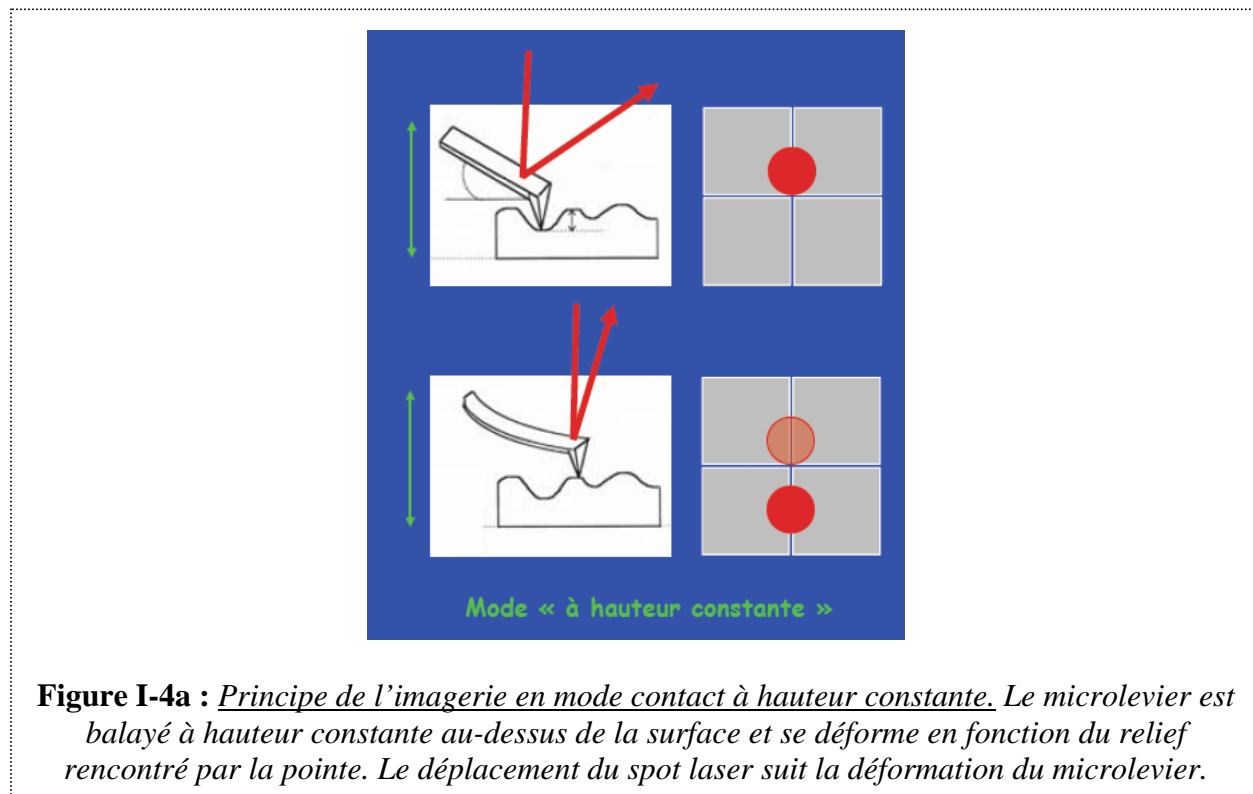 Mode « à hauteur constante »
Figure I-4a : Principe de l’imagerie en mode contact à hauteur constante. Le microlevier est
balayé à hauteur constante au-dessus de la surface et se déforme en fonction du relief
rencontré par la pointe. Le déplacement du spot laser suit la déformation du microlevier.